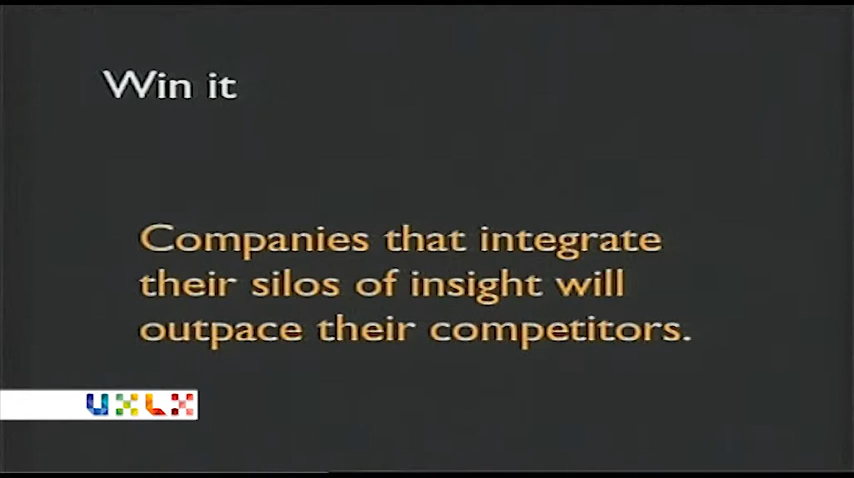 Win it
Companies that integrate
their silos of insight will
outpace their competitors.
UXLX